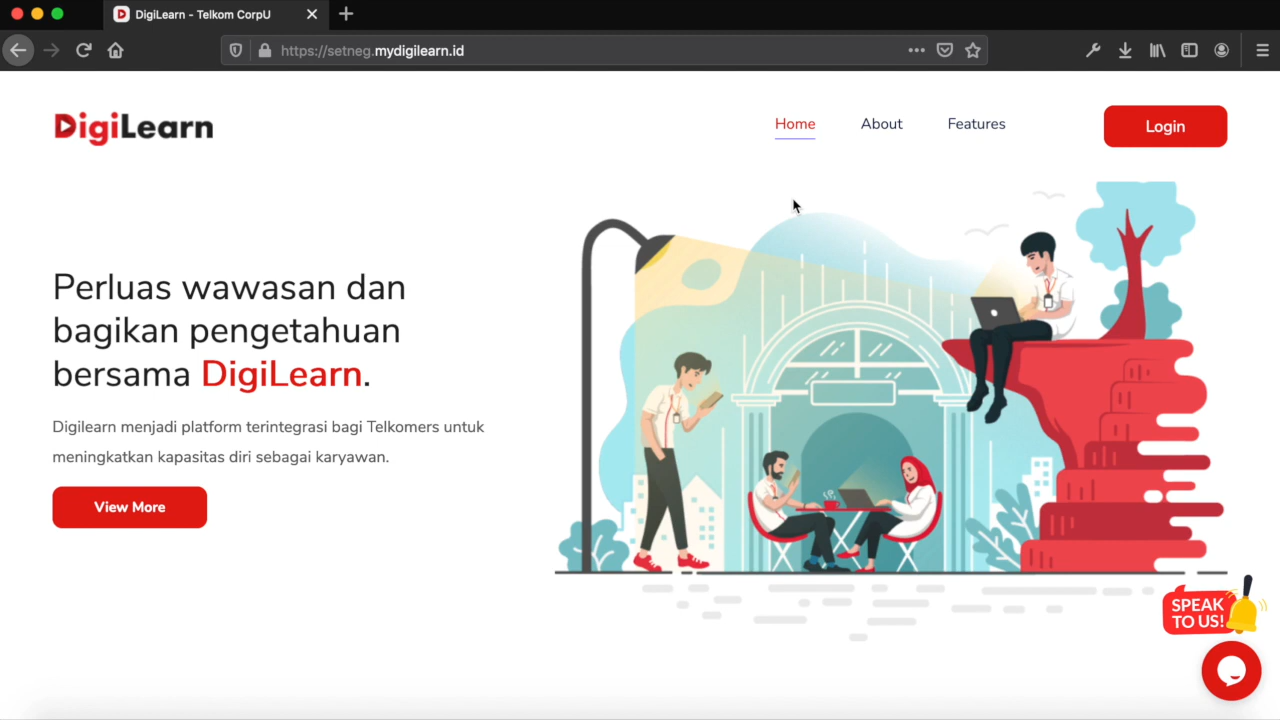 DigiLearn - Telkom CorpU
https://setneg.mydigilearn.id
DigiLearn
Home
About
Features
Login
Perluas wawasan dan
bagikan pengetahuan
bersama DigiLearn.
Digilearn menjadi platform terintegrasi bagi Telkomers untuk
meningkatkan kapasitas diri sebagai karyawan.
View More
SPEAK
TO US!